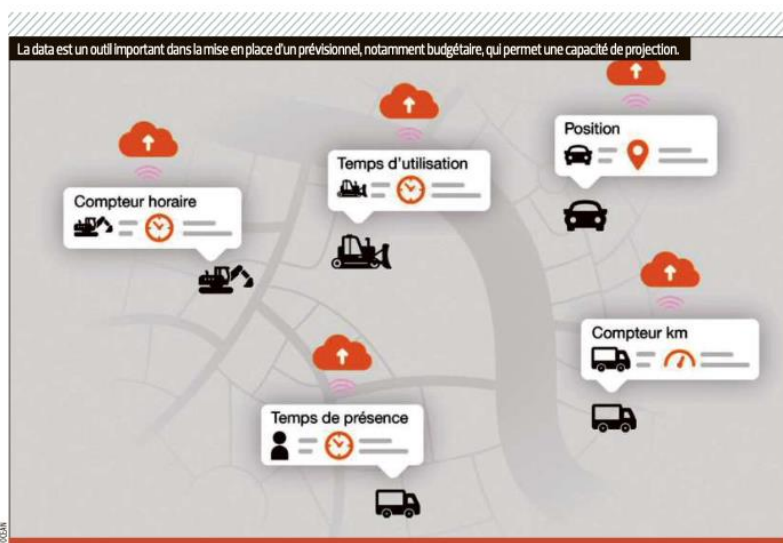 La data est un outil important dans la mise en place d'un prévisionnel, notamment budgétaire, qui permet une capacité de projection.
Position
Temps d'utilisation
Compteur horaire
Compteur km
Temps de présence
OCEAN